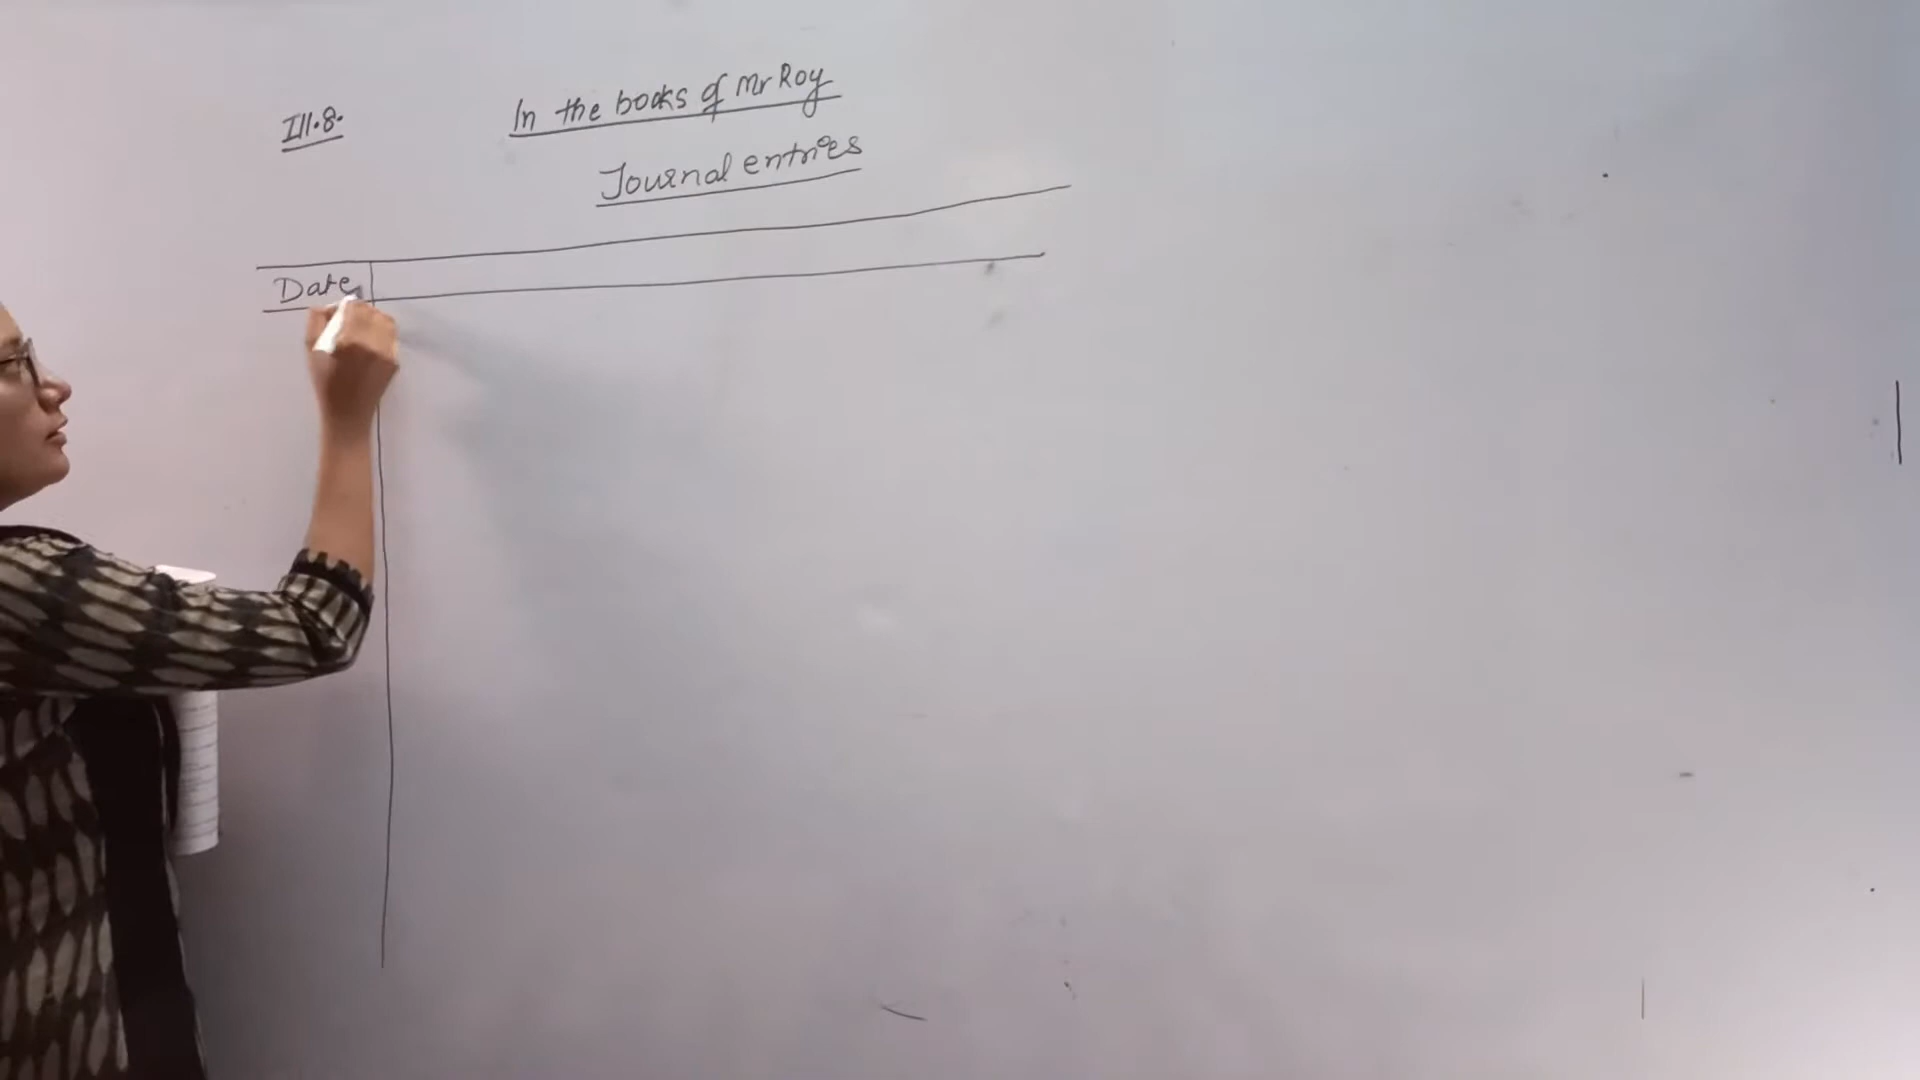 Ill.8.
In the books of Mr Roy
Journal entries
Date